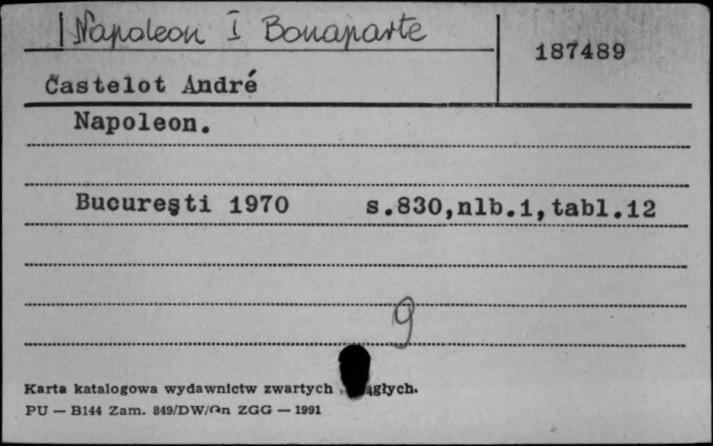 Napoleon I Bonaparte
187489
Castelot André
Napoleon.
Bucureşti 1970 s.830,nlb.1,tabl.12
9
Karta katalogowa wydawnictw zwartych
PU — B144 Zam. 849/DW/On ZGG — 1991